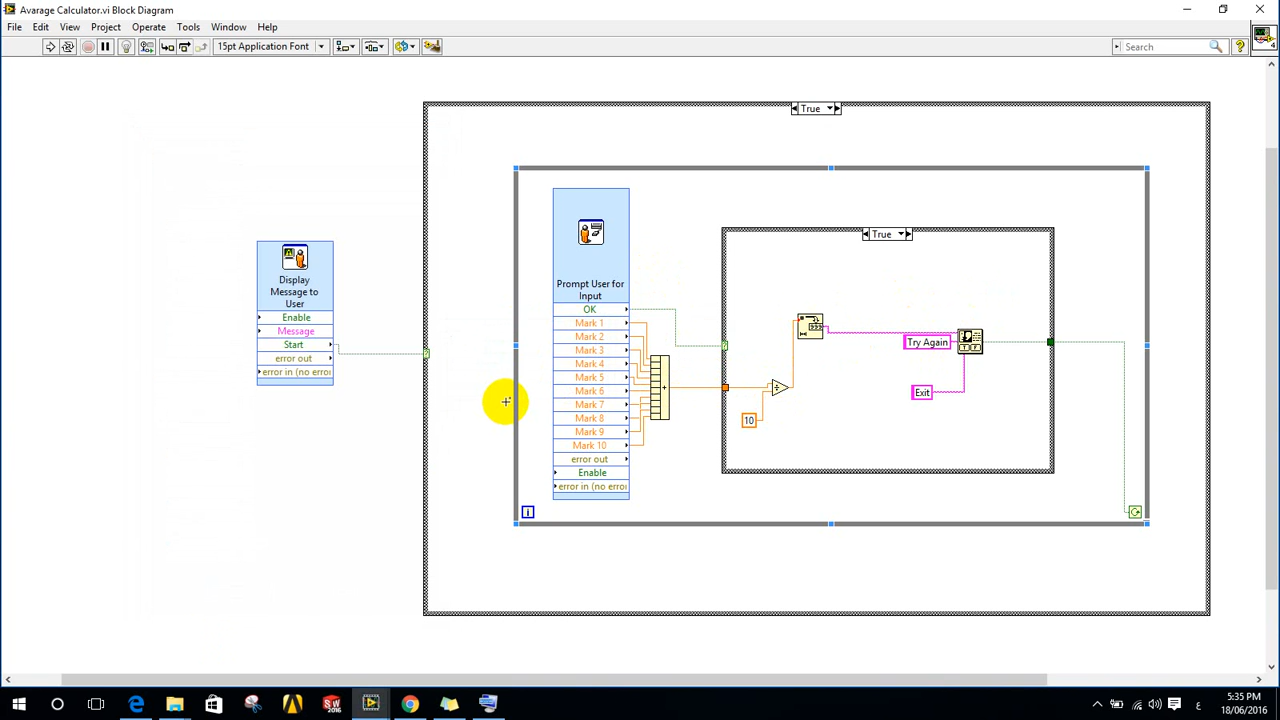 Avarage Calculator.vi Block Diagram
File Edit View Project Operate Tools Window Help
15pt Application Font
Search
4
True
True
Display
Message to
User
Enable
Message
Start
error out
error in (no erroi
Prompt User for
Input
OK
Mark 1
Mark 2
Mark 3
Mark 4
Mark 5
Mark 6
Mark 7
Mark 8
Mark 9
Mark 10
error out
Enable
error in (no erroi
10
Try Again
Exit
i
5:35 PM
18/06/2016